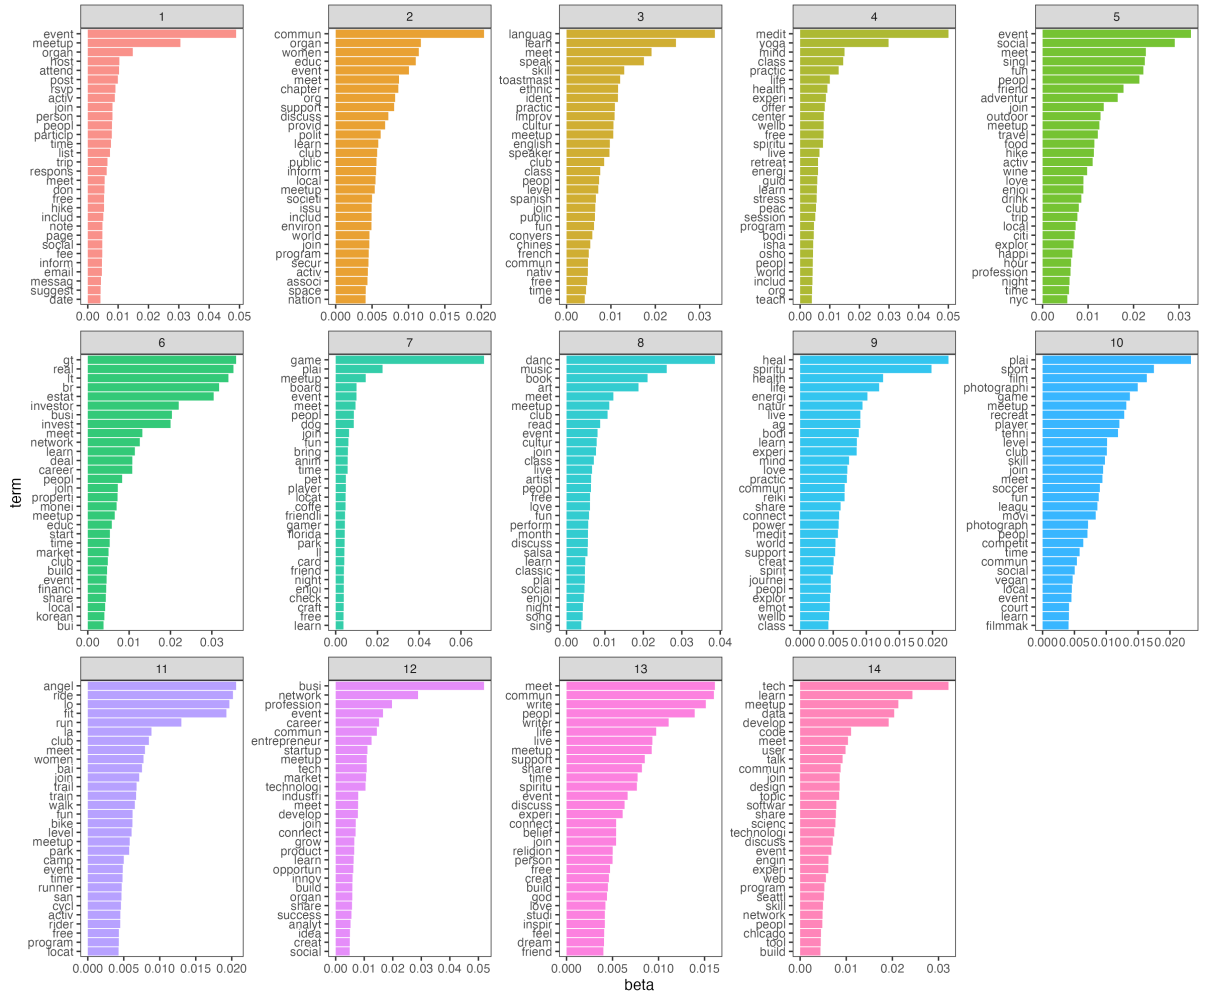 1
event
meetup
organ
host
attend
post
rsvp
activ
join
person
peopl
particip
time
list
trip
respons
meet
don
free
hike
includ
note
page
social
fee
inform
email
messag
suggest
date
0.00 0.01 0.02 0.03 0.04 0.05
2
commun
organ
women
educ
event
meet
chapter
org
support
discuss
provid
polit
learn
club
public
inform
local
meetup
societi
issu
includ
environ
world
join
program
secur
activ
associ
space
nation
0.000 0.005 0.010 0.015 0.020
3
languag
learn
meet
speak
skill
toastmast
ethnic
ident
practic
improv
cultur
meetup
english
speaker
club
class
peopl
level
spanish
join
public
fun
convers
chines
french
commun
nativ
free
time
de
0.00 0.01 0.02 0.03
4
medit
yoga
mind
class
practic
life
health
experi
offer
center
wellb
free
spiritu
live
retreat
energi
guid
learn
stress
peac
session
program
bodi
isha
osho
peopl
world
includ
org
teach
0.00 0.01 0.02 0.03 0.04 0.05
5
event
social
meet
singl
fun
peopl
friend
adventur
join
outdoor
meetup
travel
food
hike
activ
wine
love
enjoi
drink
club
trip
local
citi
explor
happi
hour
profession
night
time
nyc
0.00 0.01 0.02 0.03
6
gt
real
lt
br
estat
investor
busi
invest
meet
network
learn
deal
career
peopl
join
properti
monei
meetup
educ
start
time
market
club
build
event
financi
share
local
korean
bui
0.00 0.01 0.02 0.03
7
game
plai
meetup
board
event
meet
peopl
dog
join
fun
bring
anim
time
pet
player
locat
coffe
friendli
gamer
florida
park
ll
card
friend
night
enjoi
check
craft
free
learn
0.00 0.02 0.04 0.06
8
danc
music
book
art
meet
meetup
club
read
event
cultur
join
class
live
artist
peopl
free
love
fun
perform
month
discuss
salsa
learn
classic
plai
social
enjoi
night
song
sing
0.00 0.01 0.02 0.03 0.04
9
heal
spiritu
health
life
energi
natur
live
ag
bodi
learn
experi
mind
love
practic
commun
reiki
share
connect
power
medit
world
support
creat
spirit
journei
peopl
explor
emot
wellb
class
0.000 0.005 0.010 0.015 0.020
10
plai
sport
film
photographi
game
meetup
recreat
player
tenni
level
club
skill
join
meet
soccer
fun
leagu
movi
photograph
peopl
competit
time
commun
social
vegan
local
event
court
learn
filmmak
0.000 0.005 0.010 0.015 0.020
11
angel
ride
lo
fit
run
la
club
meet
women
bai
join
trail
train
walk
fun
bike
level
meetup
park
camp
event
time
runner
san
cycl
activ
rider
free
program
locat
0.000 0.005 0.010 0.015 0.020
12
busi
network
profession
event
career
commun
entrepreneur
startup
meetup
tech
market
technologi
industri
meet
develop
join
connect
grow
product
learn
opportun
innov
build
organ
share
success
analyt
idea
creat
social
0.00 0.01 0.02 0.03 0.04 0.05
13
meet
commun
write
peopl
writer
life
live
meetup
support
share
time
spiritu
event
discuss
experi
connect
belief
join
religion
person
free
creat
build
god
love
studi
inspir
feel
dream
friend
0.000 0.005 0.010 0.015
14
tech
learn
meetup
data
develop
code
meet
user
talk
commun
join
design
topic
softwar
share
scienc
technologi
discuss
event
engin
experi
web
program
seattl
skill
network
peopl
chicago
tool
build
0.00 0.01 0.02 0.03
term
beta